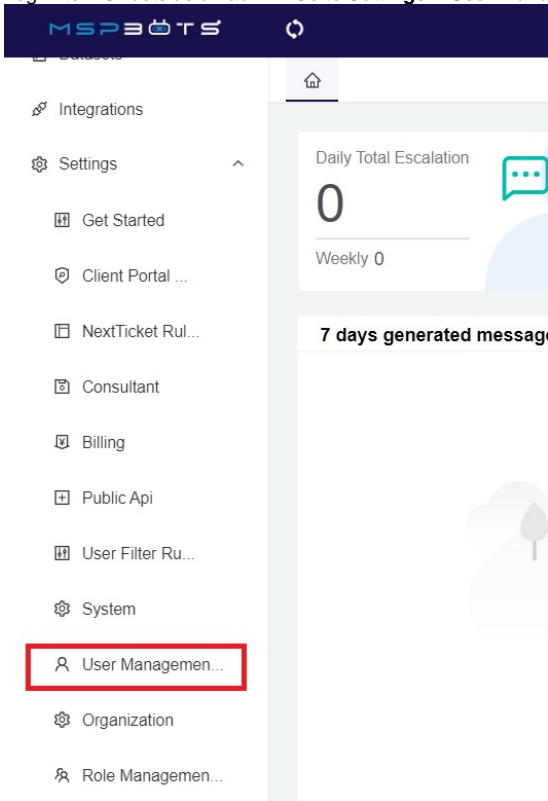 MSPBOTS
Datasets
Integrations
Settings
Get Started
Client Portal ...
NextTicket Rul...
Consultant
Billing
Public Api
User Filter Ru...
System
User Managemen...
Organization
Role Managemen...
Daily Total Escalation
0
Weekly 0
7 days generated message